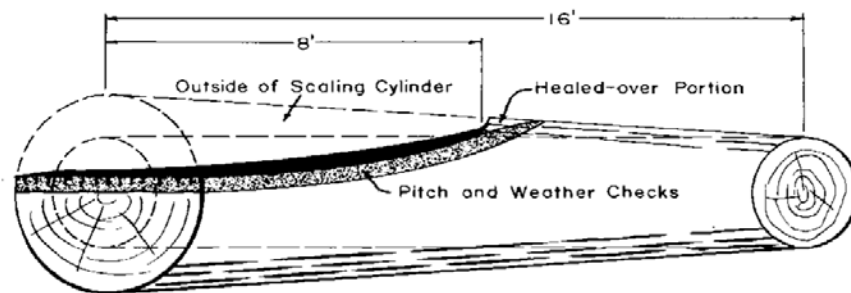 16'
8'
Outside of Scaling Cylinder
Healed-over Portion
Pitch and Weather Checks